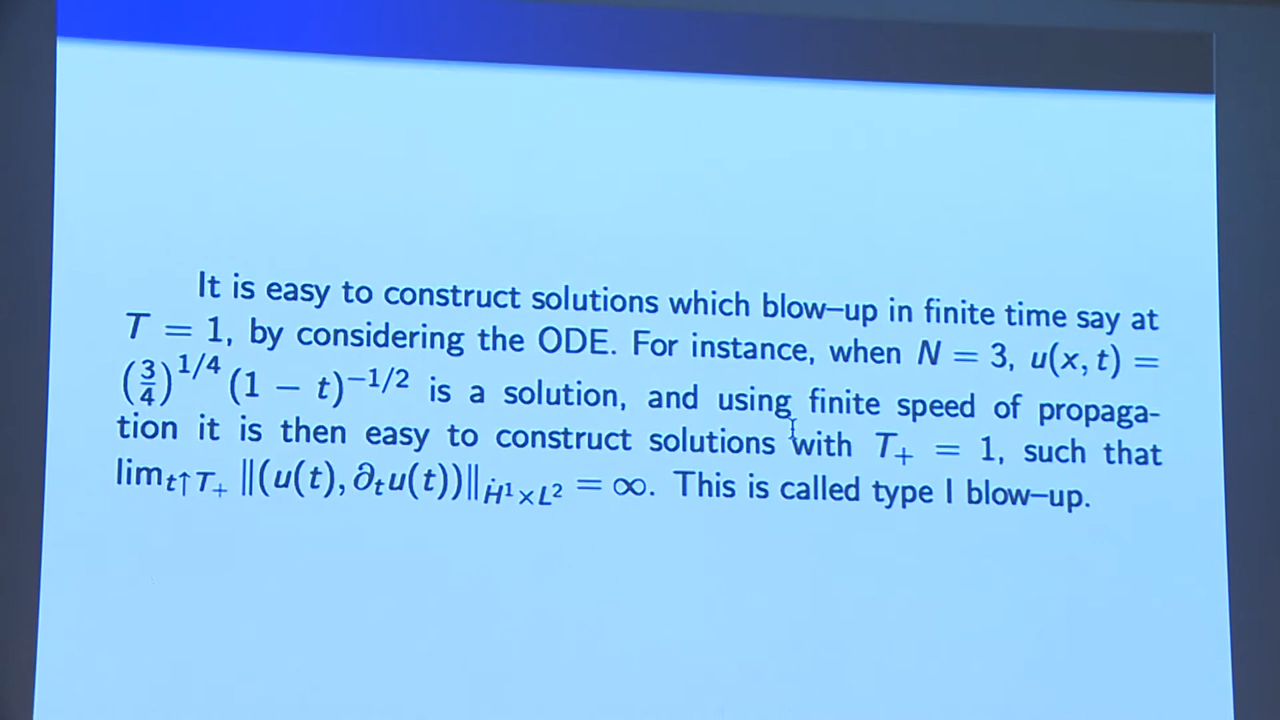 It is easy to construct solutions which blow–up in finite time say at
T = 1, by considering the ODE. For instance, when N = 3, u(x, t) =
(3/4)^{1/4} (1 − t)^{−1/2} is a solution, and using finite speed of propaga-
tion it is then easy to construct solutions with T₊ = 1, such that
lim_{t↑T₊} ‖(u(t), ∂ₜu(t))‖_{Ḣ¹×L²} = ∞. This is called type I blow–up.